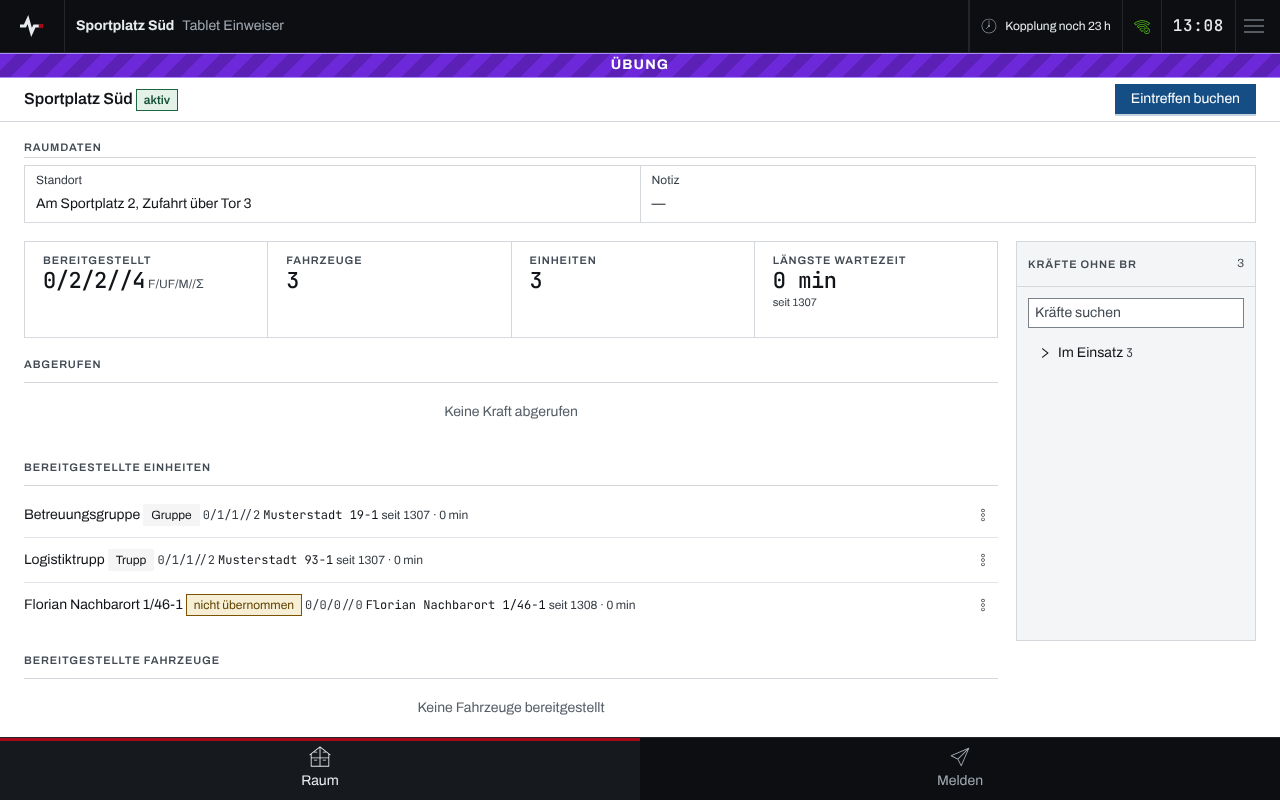 Sportplatz Süd Tablet Einweiser
Kopplung noch 23 h
13:08
ÜBUNG
Sportplatz Süd aktiv
Eintreffen buchen
RAUMDATEN
Standort
Am Sportplatz 2, Zufahrt über Tor 3
Notiz
—
BEREITGESTELLT
0/2/2//4 F/UF/M//Σ
FAHRZEUGE
3
EINHEITEN
3
LÄNGSTE WARTEZEIT
0 min
seit 1307
KRÄFTE OHNE BR 3
Kräfte suchen
Im Einsatz 3
ABGERUFEN
Keine Kraft abgerufen
BEREITGESTELLTE EINHEITEN
Betreuungsgruppe Gruppe 0/1/1//2 Musterstadt 19-1 seit 1307 · 0 min
Logistiktrupp Trupp 0/1/1//2 Musterstadt 93-1 seit 1307 · 0 min
Florian Nachbarort 1/46-1 nicht übernommen 0/0/0//0 Florian Nachbarort 1/46-1 seit 1308 · 0 min
BEREITGESTELLTE FAHRZEUGE
Keine Fahrzeuge bereitgestellt
Raum
Melden